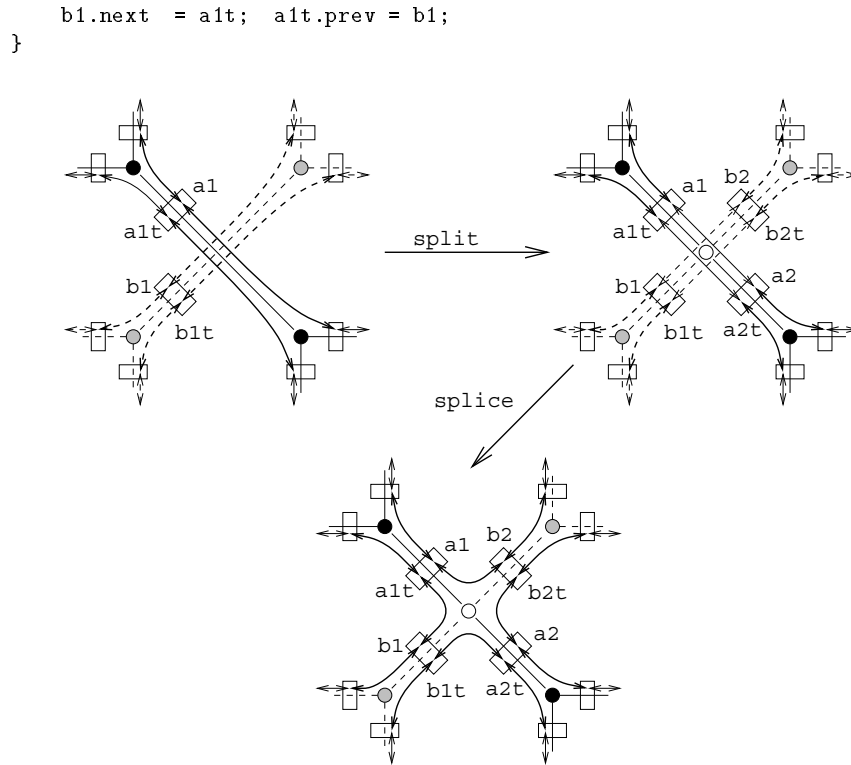 b1.next = a1t; a1t.prev = b1;
}
a1
a1t
b1
b1t
split
a1
b2
a1t
b2t
b1
a2
b1t
a2t
splice
a1
b2
a1t
b2t
b1
a2
b1t
a2t